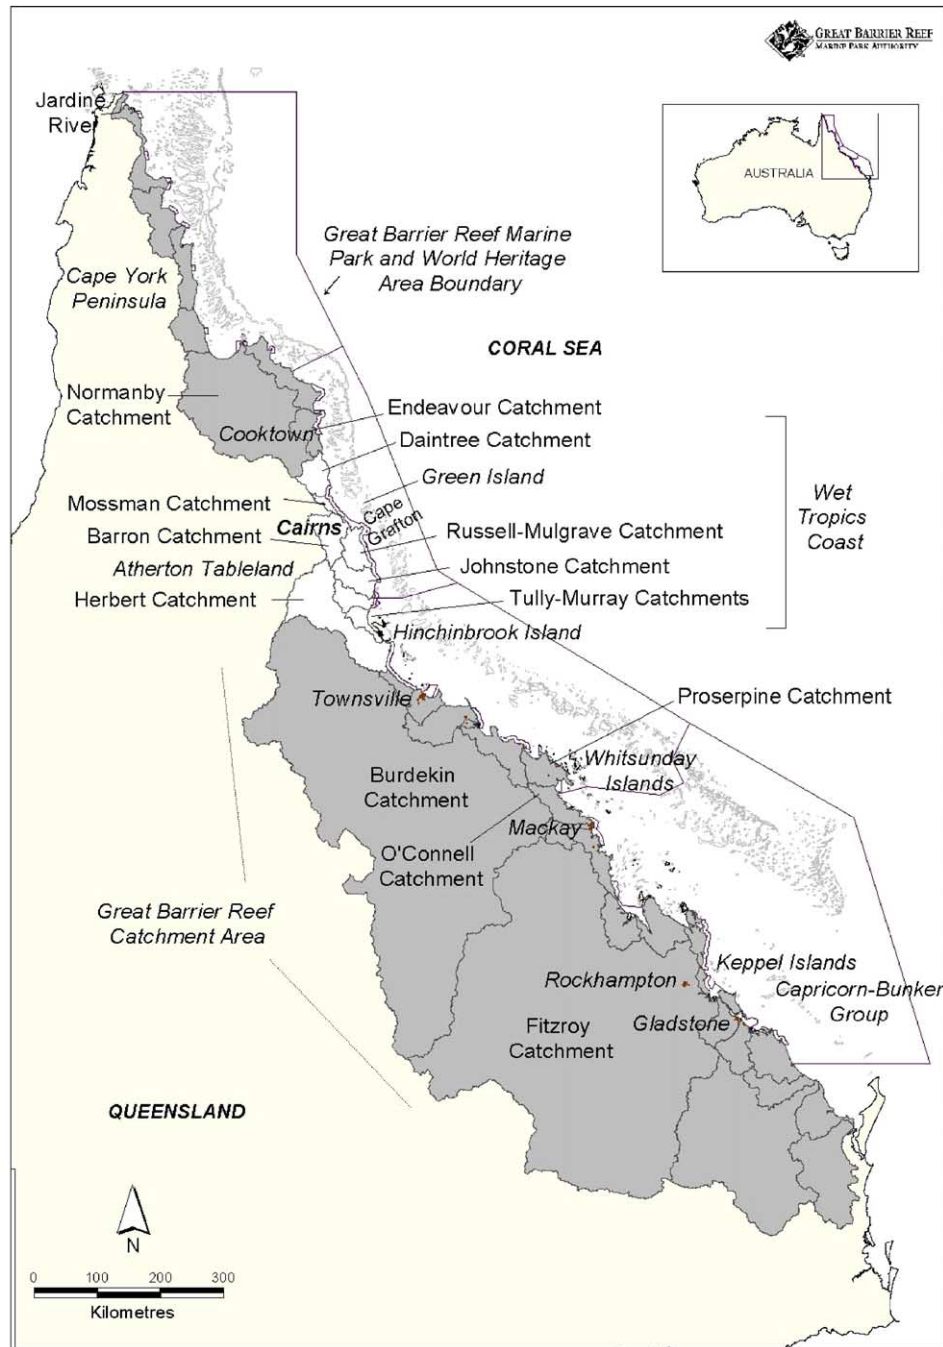 GREAT BARRIER REEF
MARINE PARK AUTHORITY
Jardine
River
AUSTRALIA
Great Barrier Reef Marine
Park and World Heritage
Area Boundary
Cape York
Peninsula
CORAL SEA
Normanby
Catchment
Endeavour Catchment
Cooktown
Daintree Catchment
Green Island
Mossman Catchment
Cape
Grafton
Wet
Tropics
Coast
Cairns
Barron Catchment
Russell-Mulgrave Catchment
Atherton Tableland
Johnstone Catchment
Herbert Catchment
Tully-Murray Catchments
Hinchinbrook Island
Townsville
Proserpine Catchment
Whitsunday
Islands
Burdekin
Catchment
Mackay
O'Connell
Catchment
Great Barrier Reef
Catchment Area
Keppel Islands
Rockhampton
Capricorn-Bunker
Group
Gladstone
Fitzroy
Catchment
QUEENSLAND
N
0 100 200 300
Kilometres